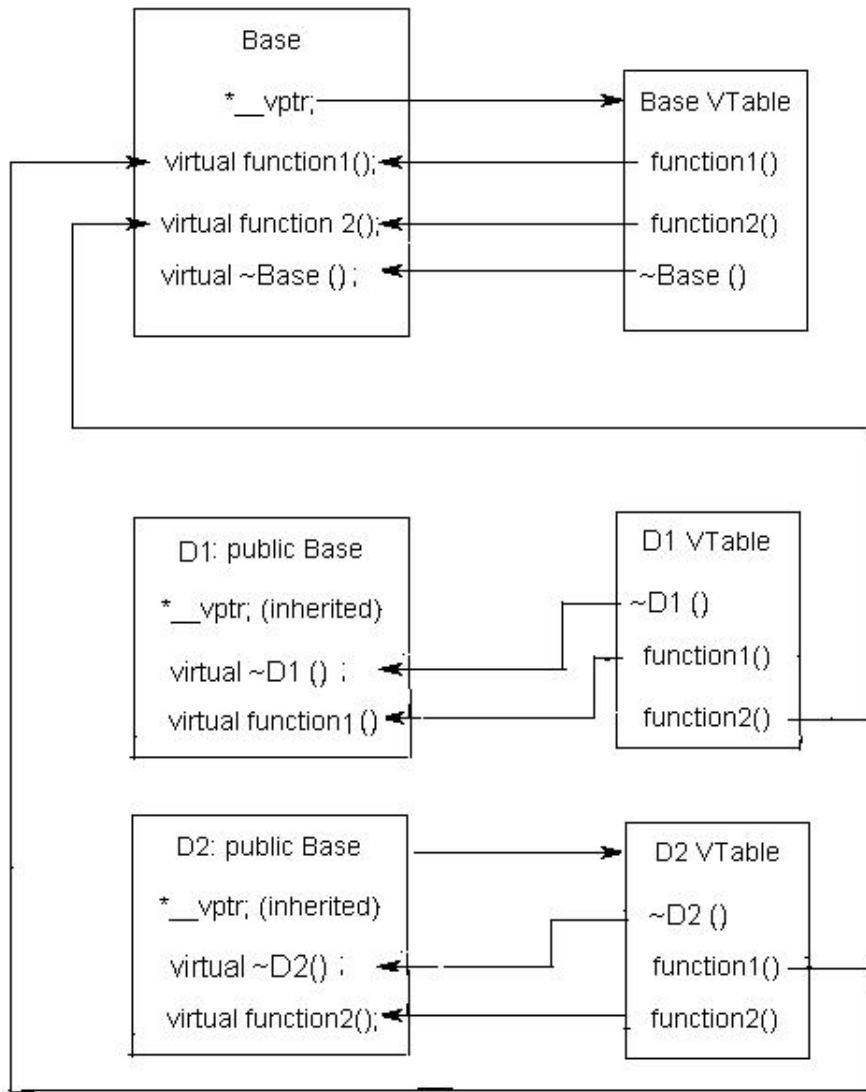 Base
*__vptr;
virtual function1();
virtual function 2();
virtual ~Base () ;
Base VTable
function1()
function2()
~Base ()
D1: public Base
*__vptr; (inherited)
virtual ~D1 () ;
virtual function1()
D1 VTable
~D1 ()
function1()
function2()
D2: public Base
*__vptr; (inherited)
virtual ~D2() ;
virtual function2();
D2 VTable
~D2 ()
function1()
function2()